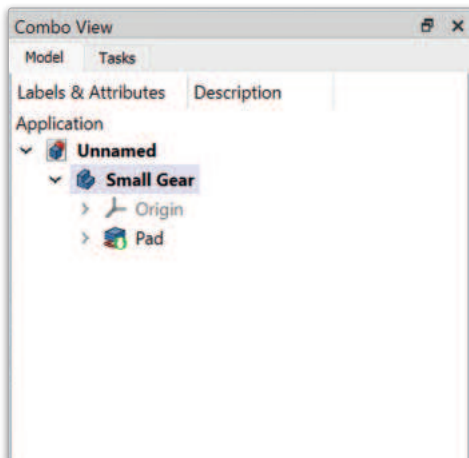 Combo View
Model Tasks
Labels & Attributes Description
Application
Unnamed
Small Gear
Origin
Pad